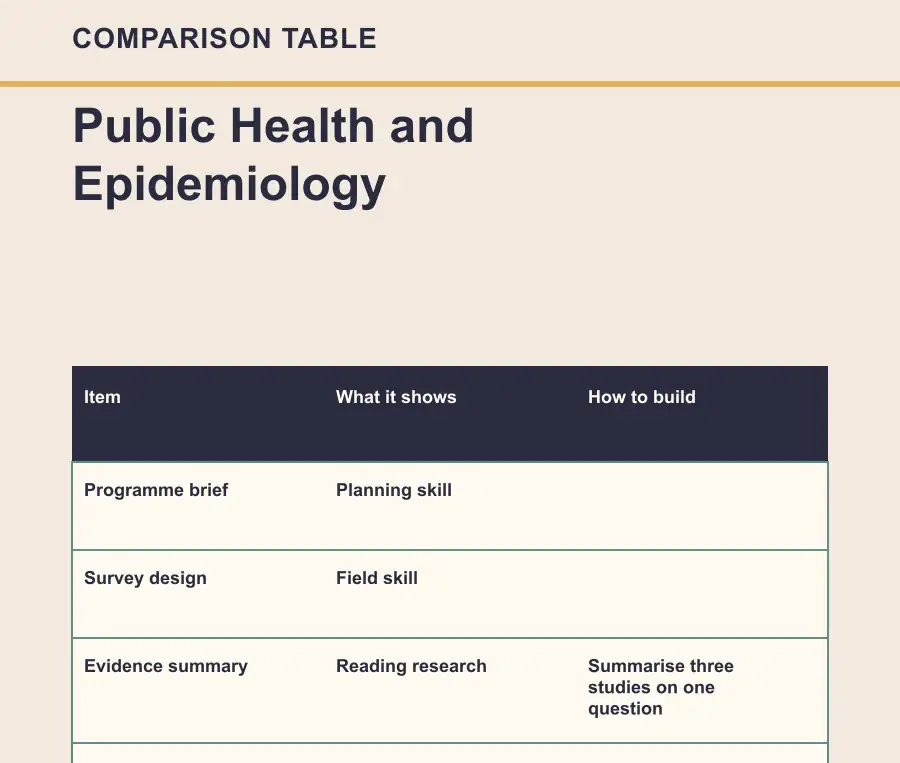 COMPARISON TABLE
Public Health and
Epidemiology
Item What it shows How to build
Programme brief Planning skill
Survey design Field skill
Evidence summary Reading research Summarise three
studies on one
question